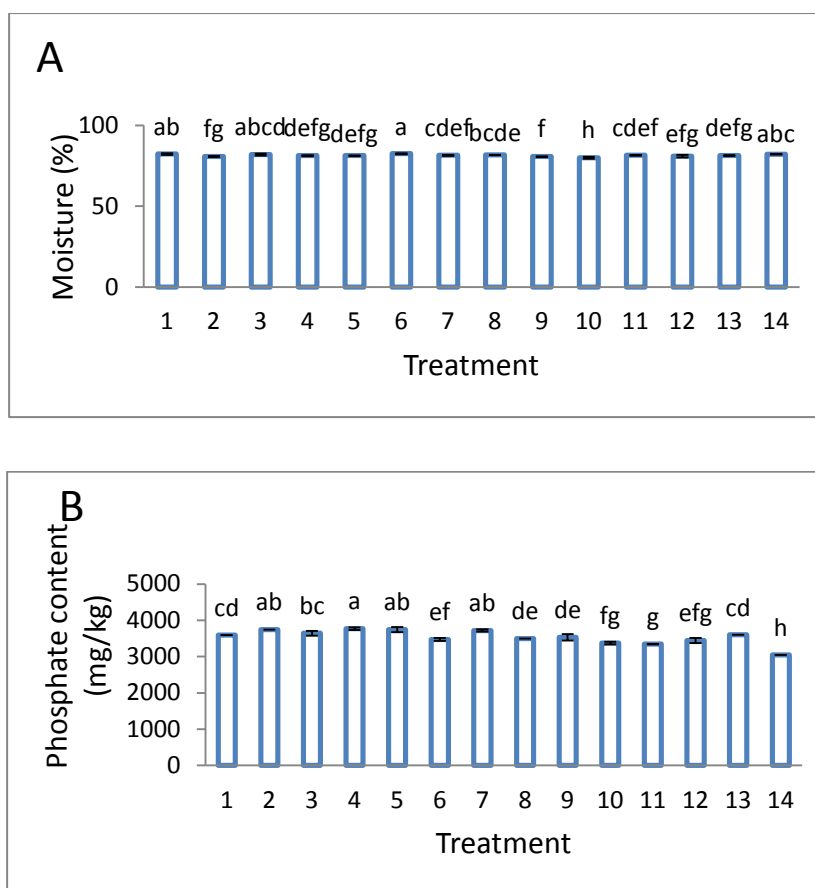 A
Moisture (%)
100
50
0
ab fg abcd defg defg a cdef bcde f h cdef efg defg abc
1 2 3 4 5 6 7 8 9 10 11 12 13 14
Treatment
B
Phosphate content
(mg/kg)
5000
4000
3000
2000
1000
0
cd ab bc a ab ef ab de de fg g efg cd h
1 2 3 4 5 6 7 8 9 10 11 12 13 14
Treatment